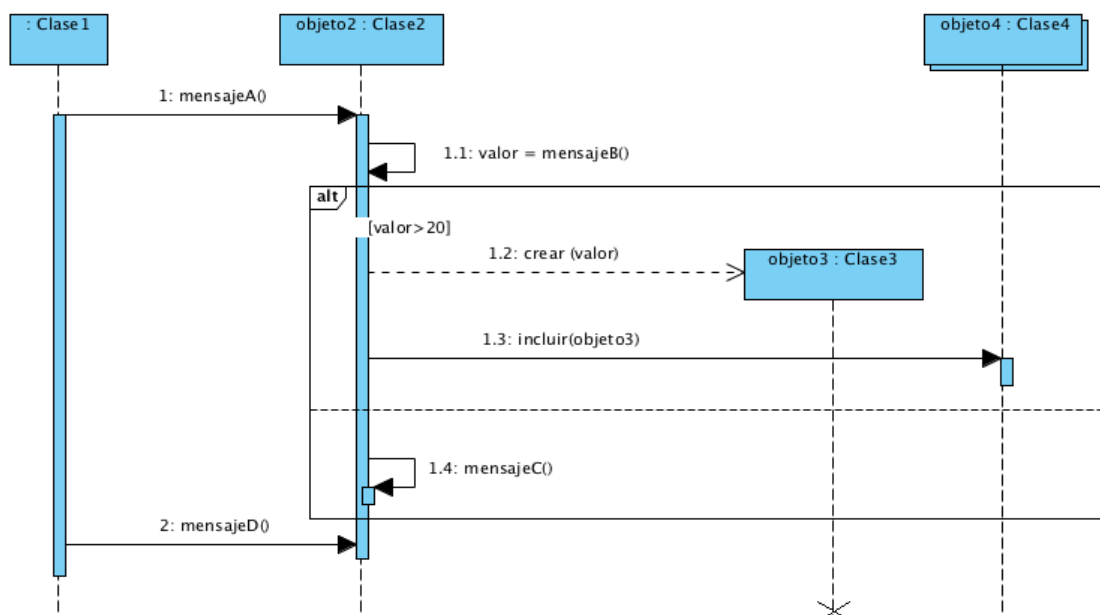 : Clase1
objeto2 : Clase2
objeto4 : Clase4
1: mensajeA()
1.1: valor = mensajeB()
alt
[valor>20]
1.2: crear (valor)
objeto3 : Clase3
1.3: incluir(objeto3)
1.4: mensajeC()
2: mensajeD()